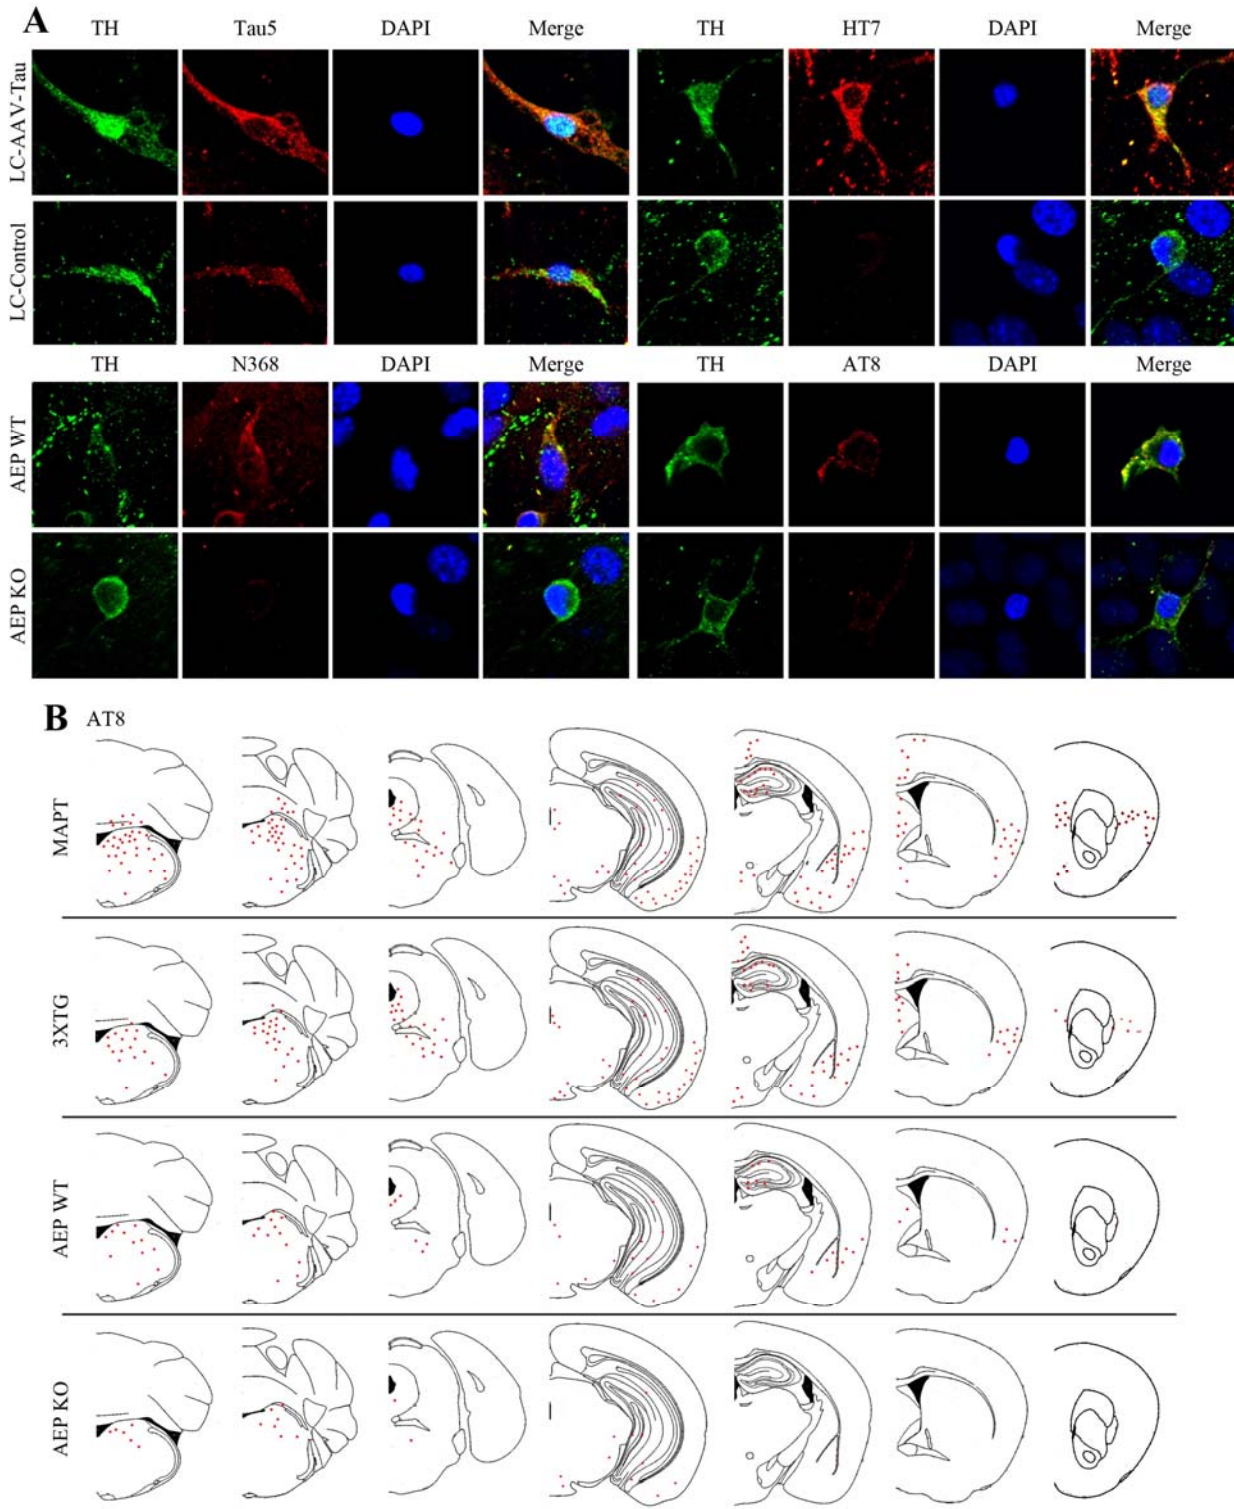 A
TH Tau5 DAPI Merge TH HT7 DAPI Merge
LC-AAV-Tau
LC-Control
TH N368 DAPI Merge TH AT8 DAPI Merge
AEP WT
AEP KO
B AT8
MAPT
3XTG
AEP WT
AEP KO